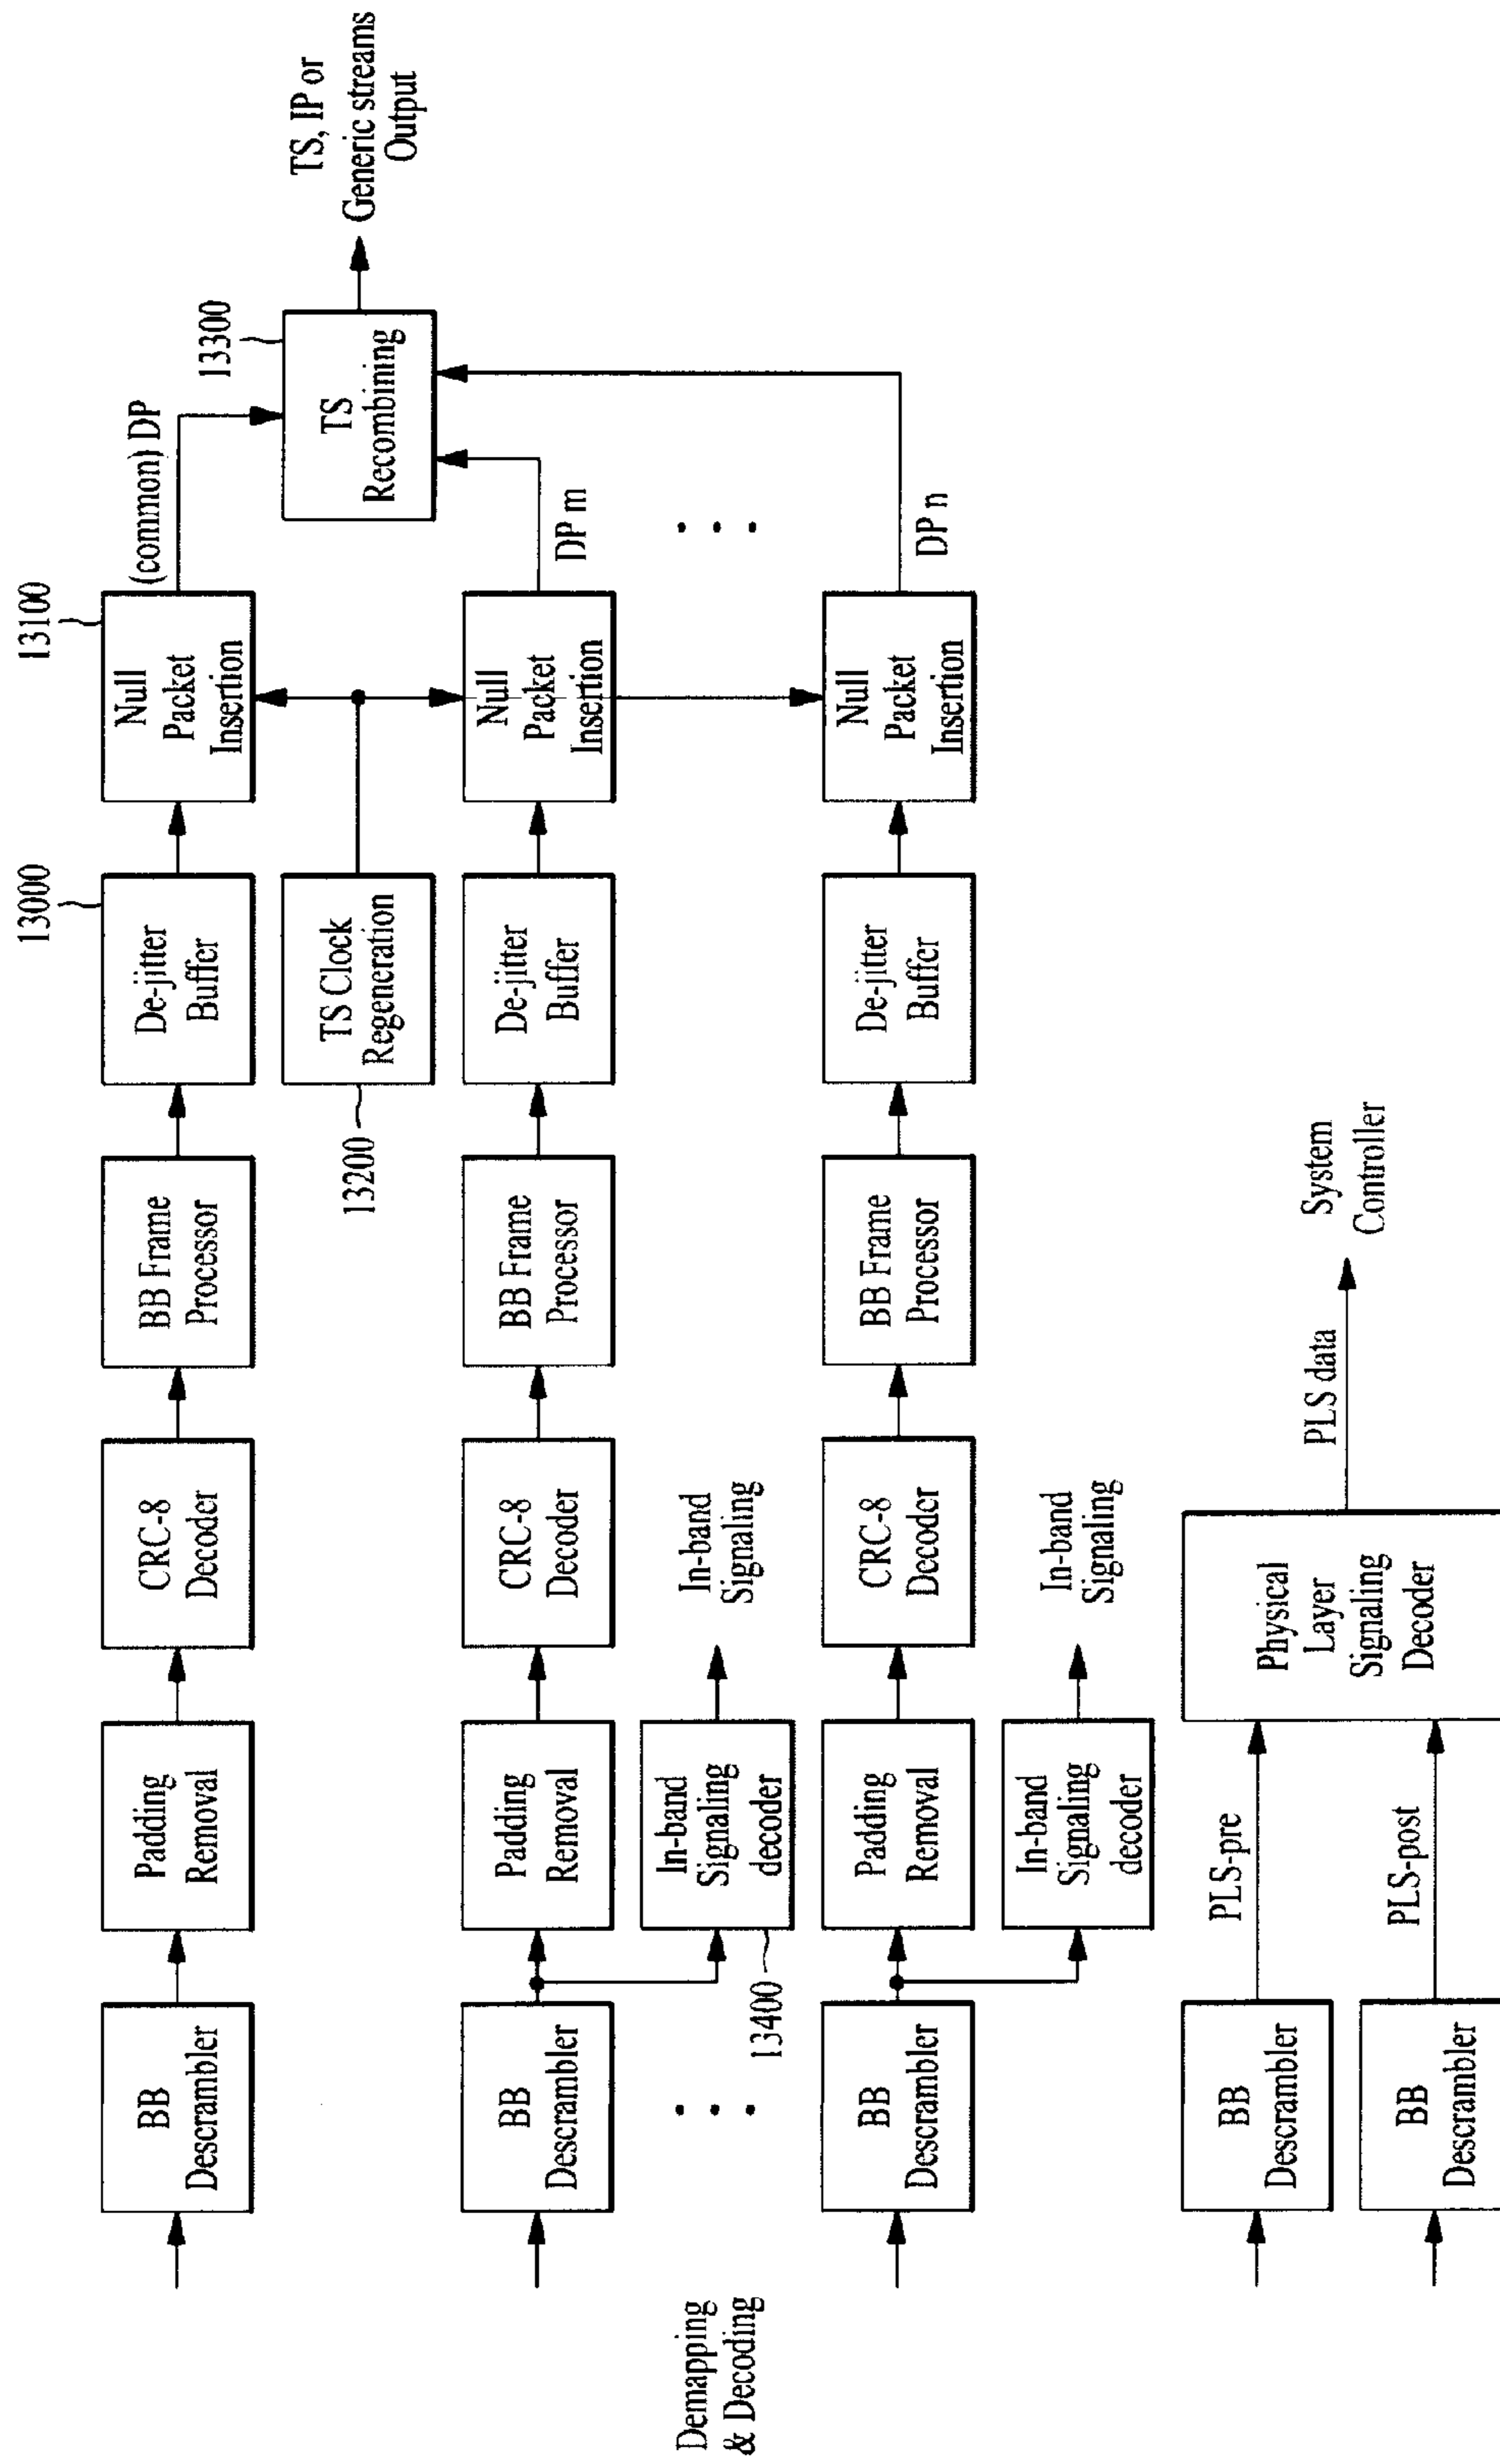 Demapping
& Decoding
BB
Descrambler
Padding
Removal
CRC-8
Decoder
BB Frame
Processor
De-jitter
Buffer
13000
Null
Packet
Insertion
13100
(common) DP
TS Clock
Regeneration
13200
TS
Recombining
13300
TS, IP or
Generic streams
Output
BB
Descrambler
Padding
Removal
CRC-8
Decoder
BB Frame
Processor
De-jitter
Buffer
Null
Packet
Insertion
DP m
In-band
Signaling
decoder
13400
In-band
Signaling
BB
Descrambler
Padding
Removal
CRC-8
Decoder
BB Frame
Processor
De-jitter
Buffer
Null
Packet
Insertion
DP n
In-band
Signaling
decoder
In-band
Signaling
BB
Descrambler
PLS-pre
BB
Descrambler
PLS-post
Physical
Layer
Signaling
Decoder
PLS data
System
Controller